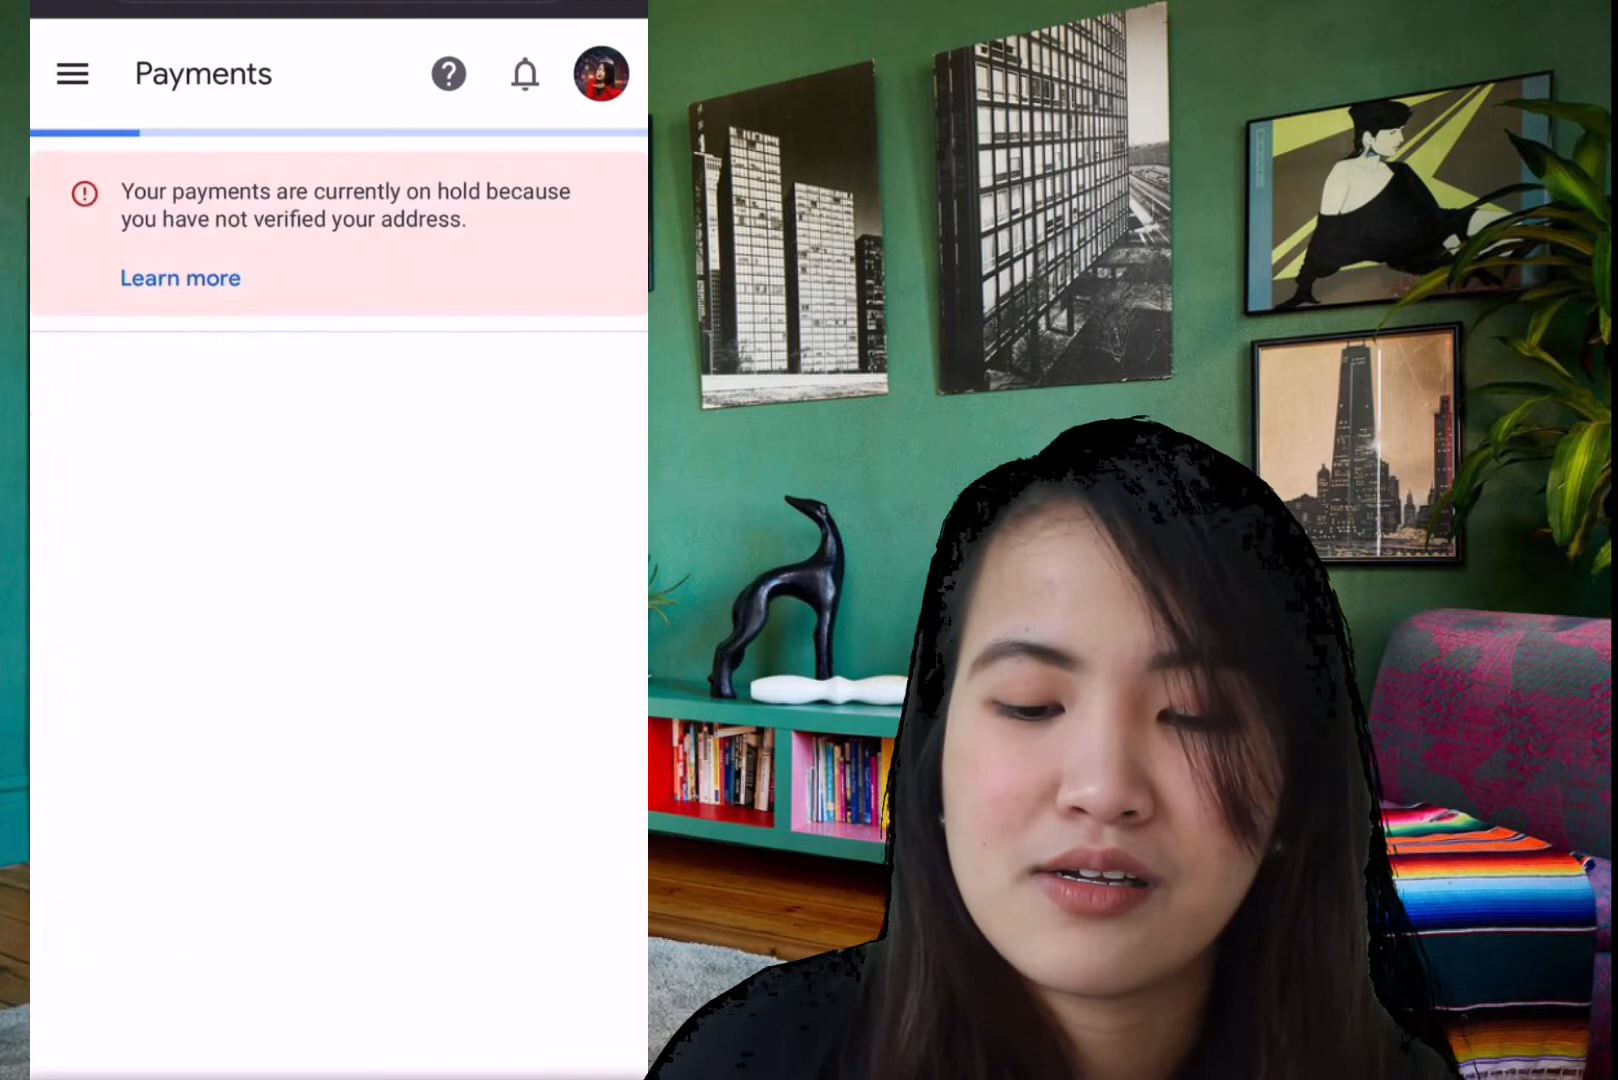 Payments
Your payments are currently on hold because
you have not verified your address.
Learn more